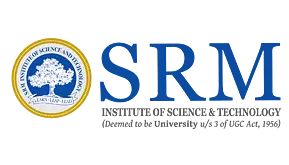 SRM INSTITUTE OF SCIENCE AND TECHNOLOGY
LEARN - LEAP - LEAD
SRM
INSTITUTE OF SCIENCE & TECHNOLOGY
(Deemed to be University u/s 3 of UGC Act, 1956)